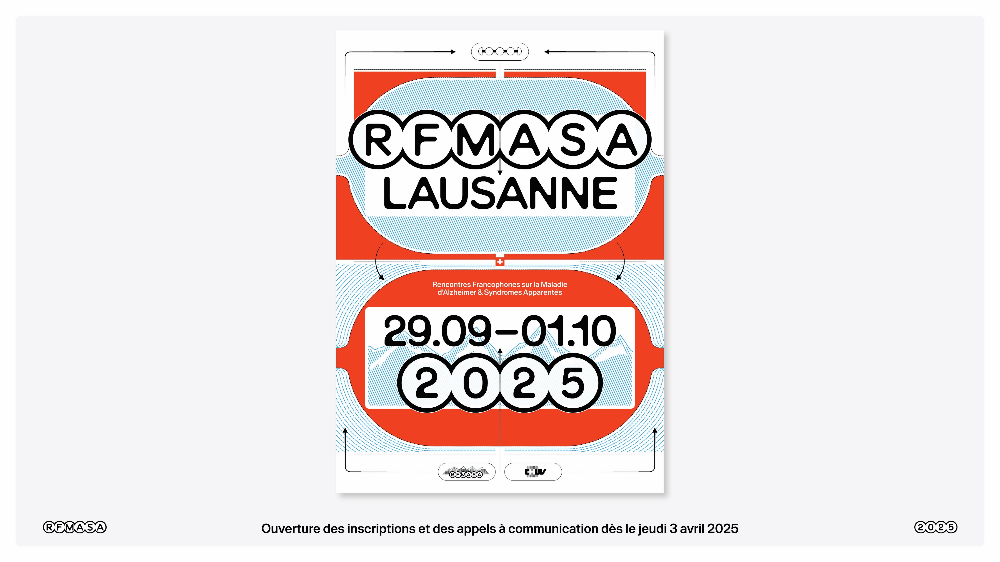 RFMASA
LAUSANNE
Rencontres Francophones sur la Maladie
d’Alzheimer & Syndromes Apparentés
29.09–01.10
2025
RFMASA
CHUV
RFMASA
Ouverture des inscriptions et des appels à communication dès le jeudi 3 avril 2025
2025